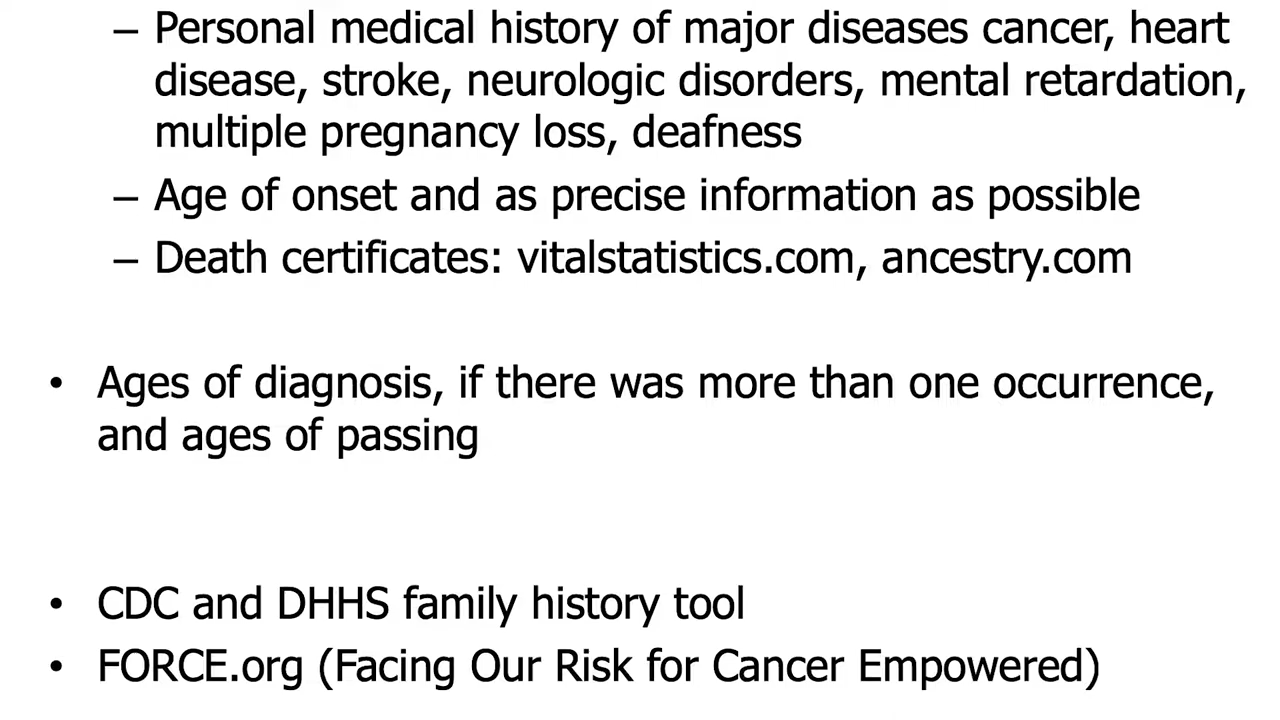 – Personal medical history of major diseases cancer, heart
disease, stroke, neurologic disorders, mental retardation,
multiple pregnancy loss, deafness
– Age of onset and as precise information as possible
– Death certificates: vitalstatistics.com, ancestry.com
• Ages of diagnosis, if there was more than one occurrence,
and ages of passing
• CDC and DHHS family history tool
• FORCE.org (Facing Our Risk for Cancer Empowered)